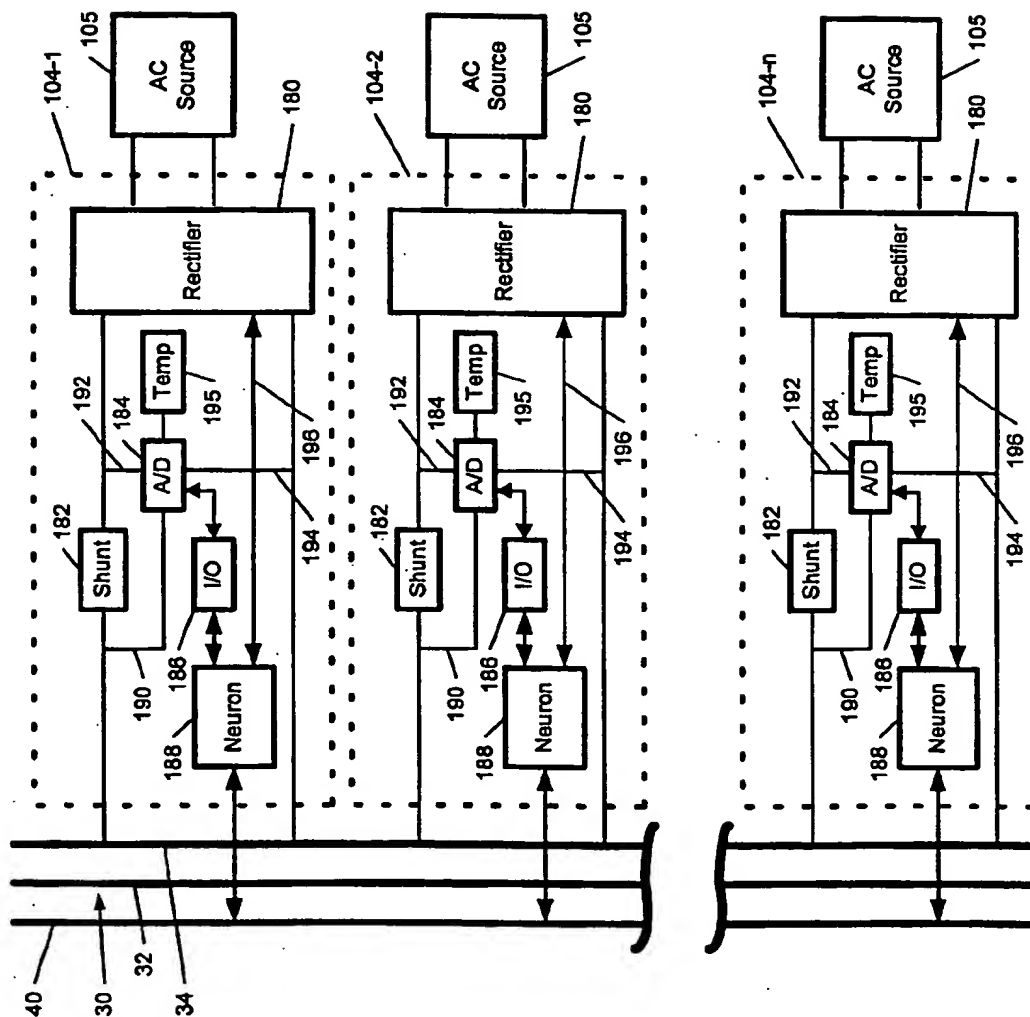 40
30
32
34
104-1
105
AC
Source
180
Rectifier
192
184
Temp
195
A/D
196
194
182
Shunt
I/O
186
190
188
Neuron
104-2
105
AC
Source
180
Rectifier
192
184
Temp
195
A/D
196
194
182
Shunt
I/O
186
190
188
Neuron
104-n
105
AC
Source
180
Rectifier
192
184
Temp
195
A/D
196
194
182
Shunt
I/O
186
190
188
Neuron